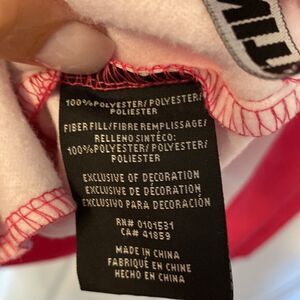 100%POLYESTER/POLYESTER/
POLIESTER
FIBER FILL/FIBRE REMPLISSAGE/
RELLENO SINTÉCO:
100%POLYESTER/POLYESTER/
POLIESTER
EXCLUSIVE OF DECORATION
EXCLUSIVE DE DÉCORATION
EXCLUSIVO PARA DECORACIÓN
RN# 0101531
CA# 41859
MADE IN CHINA
FABRIQUÉ EN CHINE
HECHO EN CHINA